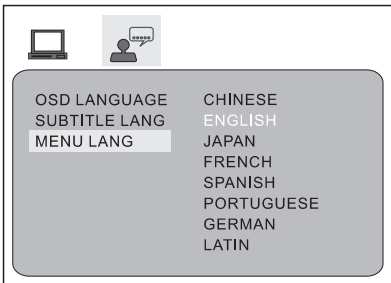 OSD LANGUAGE
SUBTITLE LANG
MENU LANG
CHINESE
ENGLISH
JAPAN
FRENCH
SPANISH
PORTUGUESE
GERMAN
LATIN